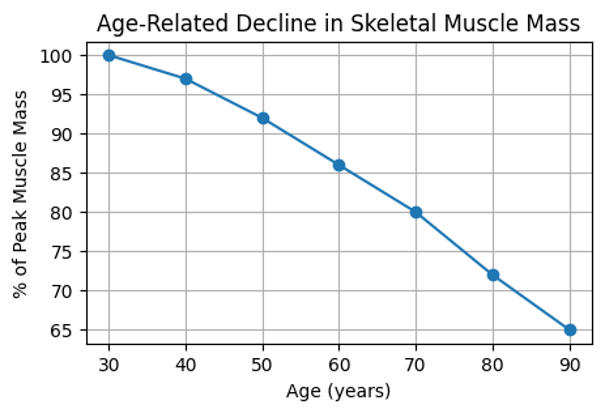 Age-Related Decline in Skeletal Muscle Mass
100
95
90
85
80
75
70
65
% of Peak Muscle Mass
30 40 50 60 70 80 90
Age (years)